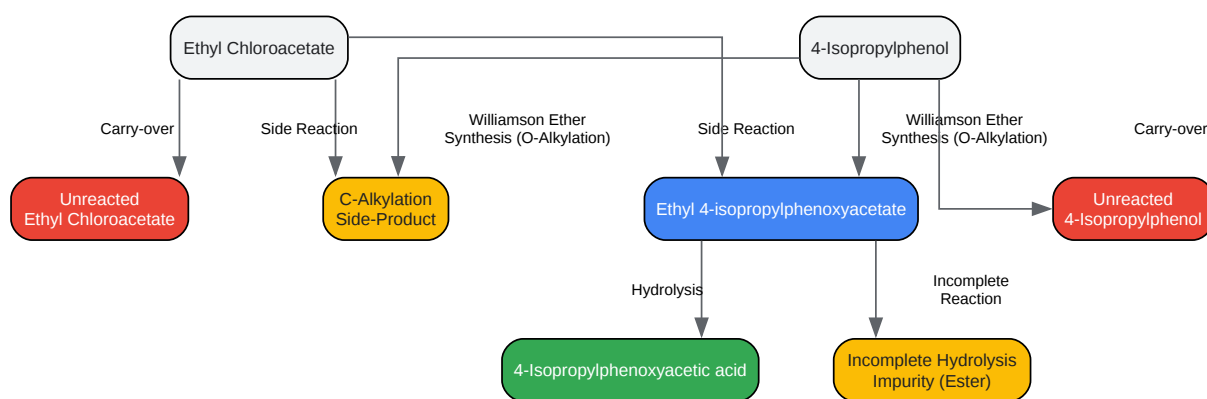 Ethyl Chloroacetate
4-Isopropylphenol
Carry-over
Side Reaction
Williamson Ether
Synthesis (O-Alkylation)
Side Reaction
Williamson Ether
Synthesis (O-Alkylation)
Carry-over
Unreacted
Ethyl Chloroacetate
C-Alkylation
Side-Product
Ethyl 4-isopropylphenoxyacetate
Unreacted
4-Isopropylphenol
Hydrolysis
Incomplete
Reaction
4-Isopropylphenoxyacetic acid
Incomplete Hydrolysis
Impurity (Ester)